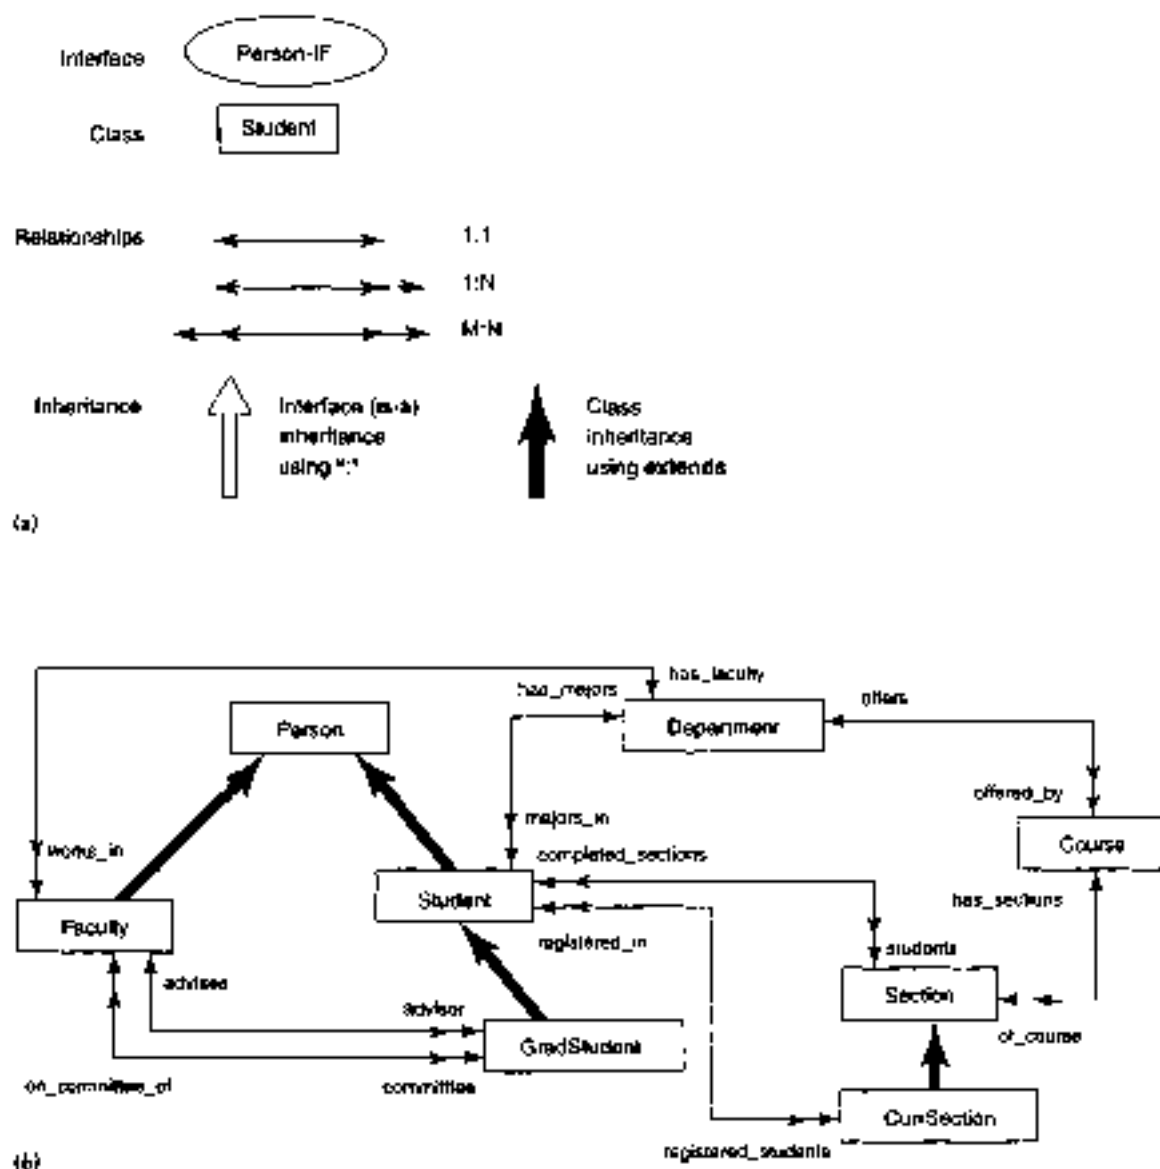 Interface
Person-IF
Class
Student
Relationships
1:1
1:N
M:N
Inheritance
Interface (is-a)
inheritance
using ":"
Class
inheritance
using extends
(a)
has_faculty
has_majors
offers
Person
Department
offered_by
majors_in
works_in
completed_sections
Course
Student
has_sections
Faculty
registered_in
students
advises
Section
advisor
GradStudent
of_course
on_committee_of
committee
CurrSection
registered_students
(b)